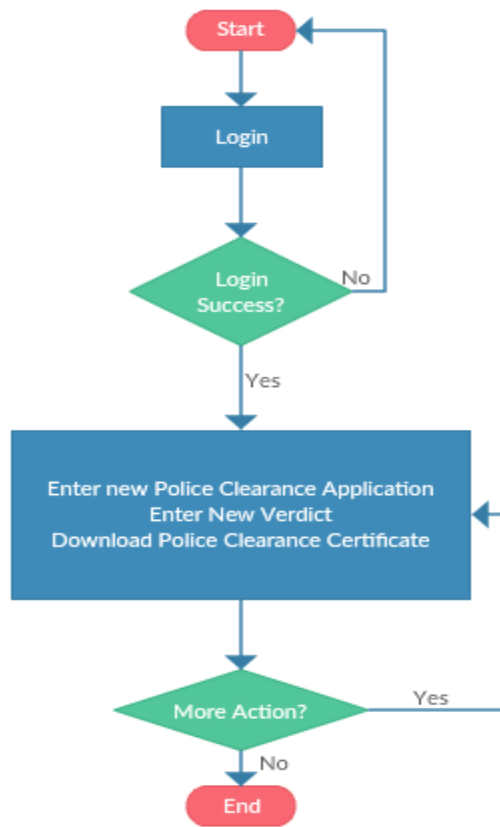 Start
Login
Login
Success?
No
Yes
Enter new Police Clearance Application
Enter New Verdict
Download Police Clearance Certificate
More Action?
Yes
No
End